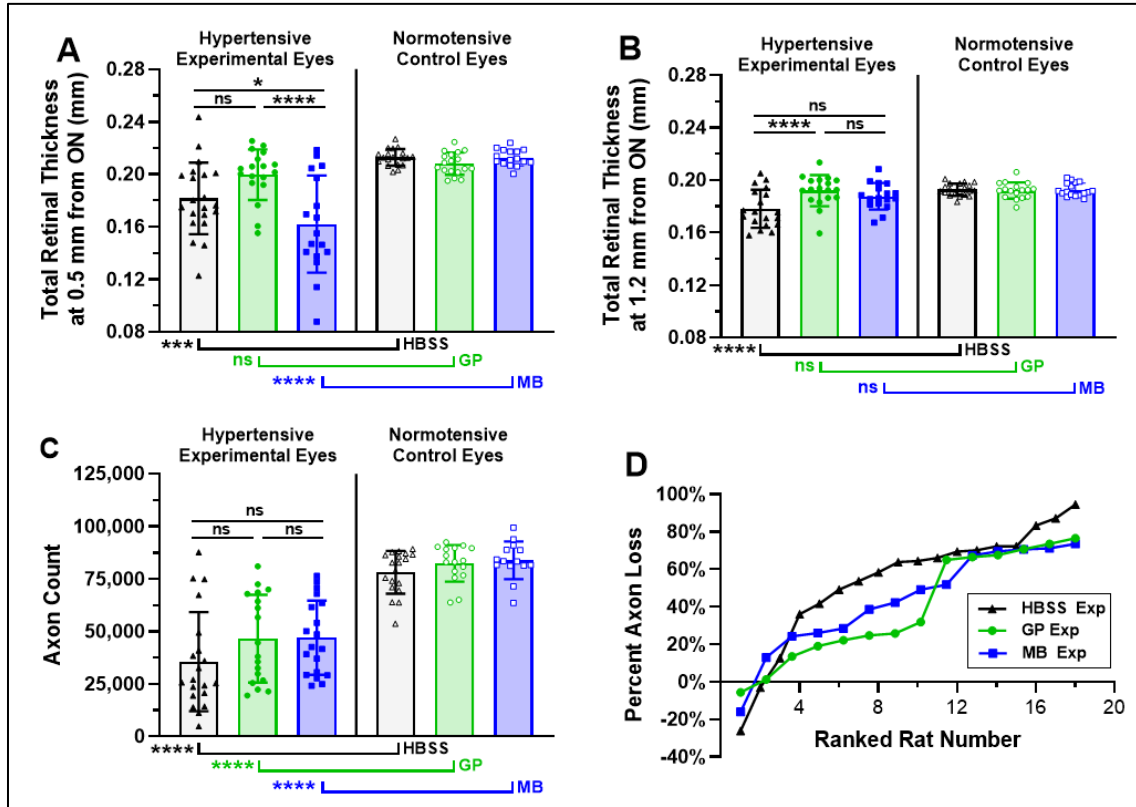 A
Hypertensive
Experimental Eyes
Normotensive
Control Eyes
Total Retinal Thickness
at 0.5 mm from ON (mm)
0.28
0.24
0.20
0.16
0.12
0.08
*
ns
****
***
HBSS
ns
GP
****
MB
B
Hypertensive
Experimental Eyes
Normotensive
Control Eyes
Total Retinal Thickness
at 1.2 mm from ON (mm)
0.28
0.24
0.20
0.16
0.12
0.08
ns
****
ns
****
HBSS
ns
GP
ns
MB
C
Hypertensive
Experimental Eyes
Normotensive
Control Eyes
Axon Count
125,000
100,000
75,000
50,000
25,000
0
ns
ns
ns
****
HBSS
****
GP
****
MB
D
Percent Axon Loss
100%
80%
60%
40%
20%
0%
-20%
-40%
4
8
12
16
20
HBSS Exp
GP Exp
MB Exp
Ranked Rat Number